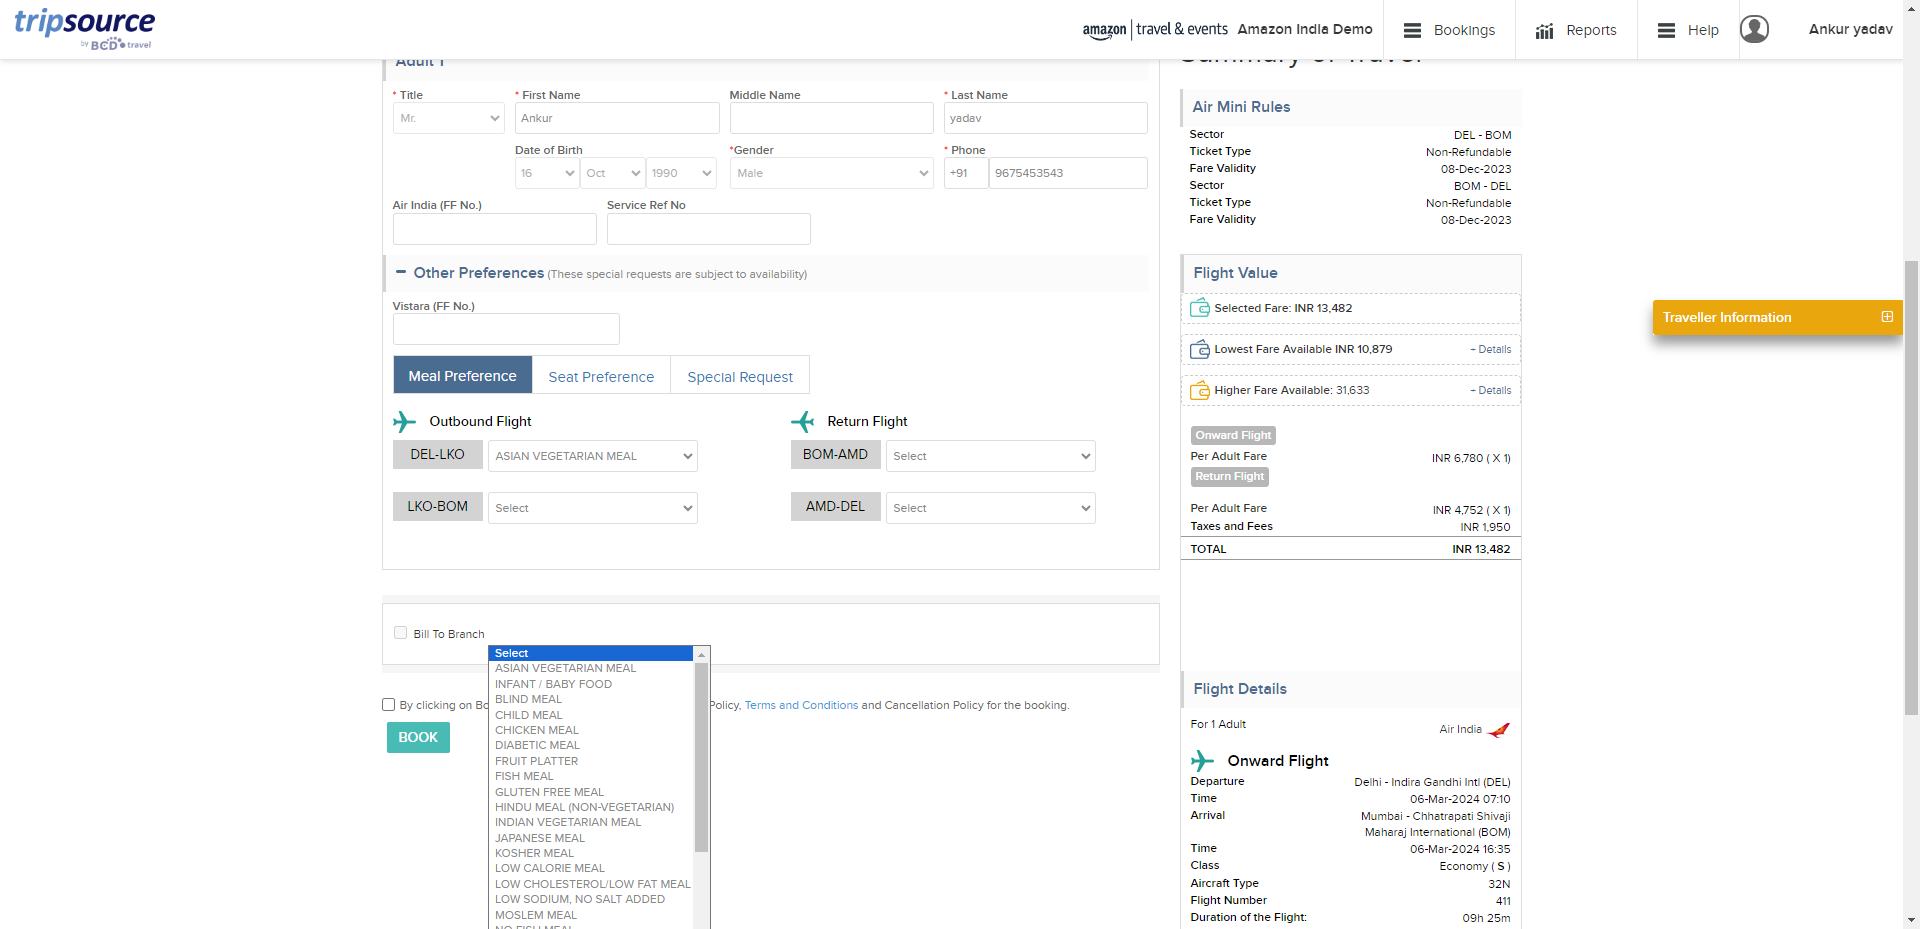 tripsource
by BCD travel
amazon travel & events
Amazon India Demo
Bookings
Reports
Help
Ankur yadav
Adult 1
* Title
* First Name
Middle Name
* Last Name
Mr.
Ankur
yadav
Date of Birth
*Gender
* Phone
16
Oct
1990
Male
+91
9675453543
Air India (FF No.)
Service Ref No
Other Preferences (These special requests are subject to availability)
Vistara (FF No.)
Meal Preference
Seat Preference
Special Request
Outbound Flight
Return Flight
DEL-LKO
ASIAN VEGETARIAN MEAL
BOM-AMD
Select
LKO-BOM
Select
AMD-DEL
Select
Bill To Branch
Select
ASIAN VEGETARIAN MEAL
INFANT / BABY FOOD
BLIND MEAL
CHILD MEAL
CHICKEN MEAL
DIABETIC MEAL
FRUIT PLATTER
FISH MEAL
GLUTEN FREE MEAL
HINDU MEAL (NON-VEGETARIAN)
INDIAN VEGETARIAN MEAL
JAPANESE MEAL
KOSHER MEAL
LOW CALORIE MEAL
LOW CHOLESTEROL/LOW FAT MEAL
LOW SODIUM, NO SALT ADDED
MOSLEM MEAL
NO FISH MEAL
By clicking on Bo
Policy, Terms and Conditions and Cancellation Policy for the booking.
BOOK
Summary of Travel
Air Mini Rules
Sector DEL - BOM
Ticket Type Non-Refundable
Fare Validity 08-Dec-2023
Sector BOM - DEL
Ticket Type Non-Refundable
Fare Validity 08-Dec-2023
Flight Value
Selected Fare: INR 13,482
Lowest Fare Available INR 10,879 - Details
Higher Fare Available: 31,633 - Details
Onward Flight
Per Adult Fare INR 6,780 ( X 1)
Return Flight
Per Adult Fare INR 4,752 ( X 1)
Taxes and Fees INR 1,950
TOTAL INR 13,482
Flight Details
For 1 Adult
Air India
Onward Flight
Departure Delhi - Indira Gandhi Intl (DEL)
Time 06-Mar-2024 07:10
Arrival Mumbai - Chhatrapati Shivaji
Maharaj International (BOM)
Time 06-Mar-2024 16:35
Class Economy ( S )
Aircraft Type 32N
Flight Number 411
Duration of the Flight: 09h 25m
Traveller Information